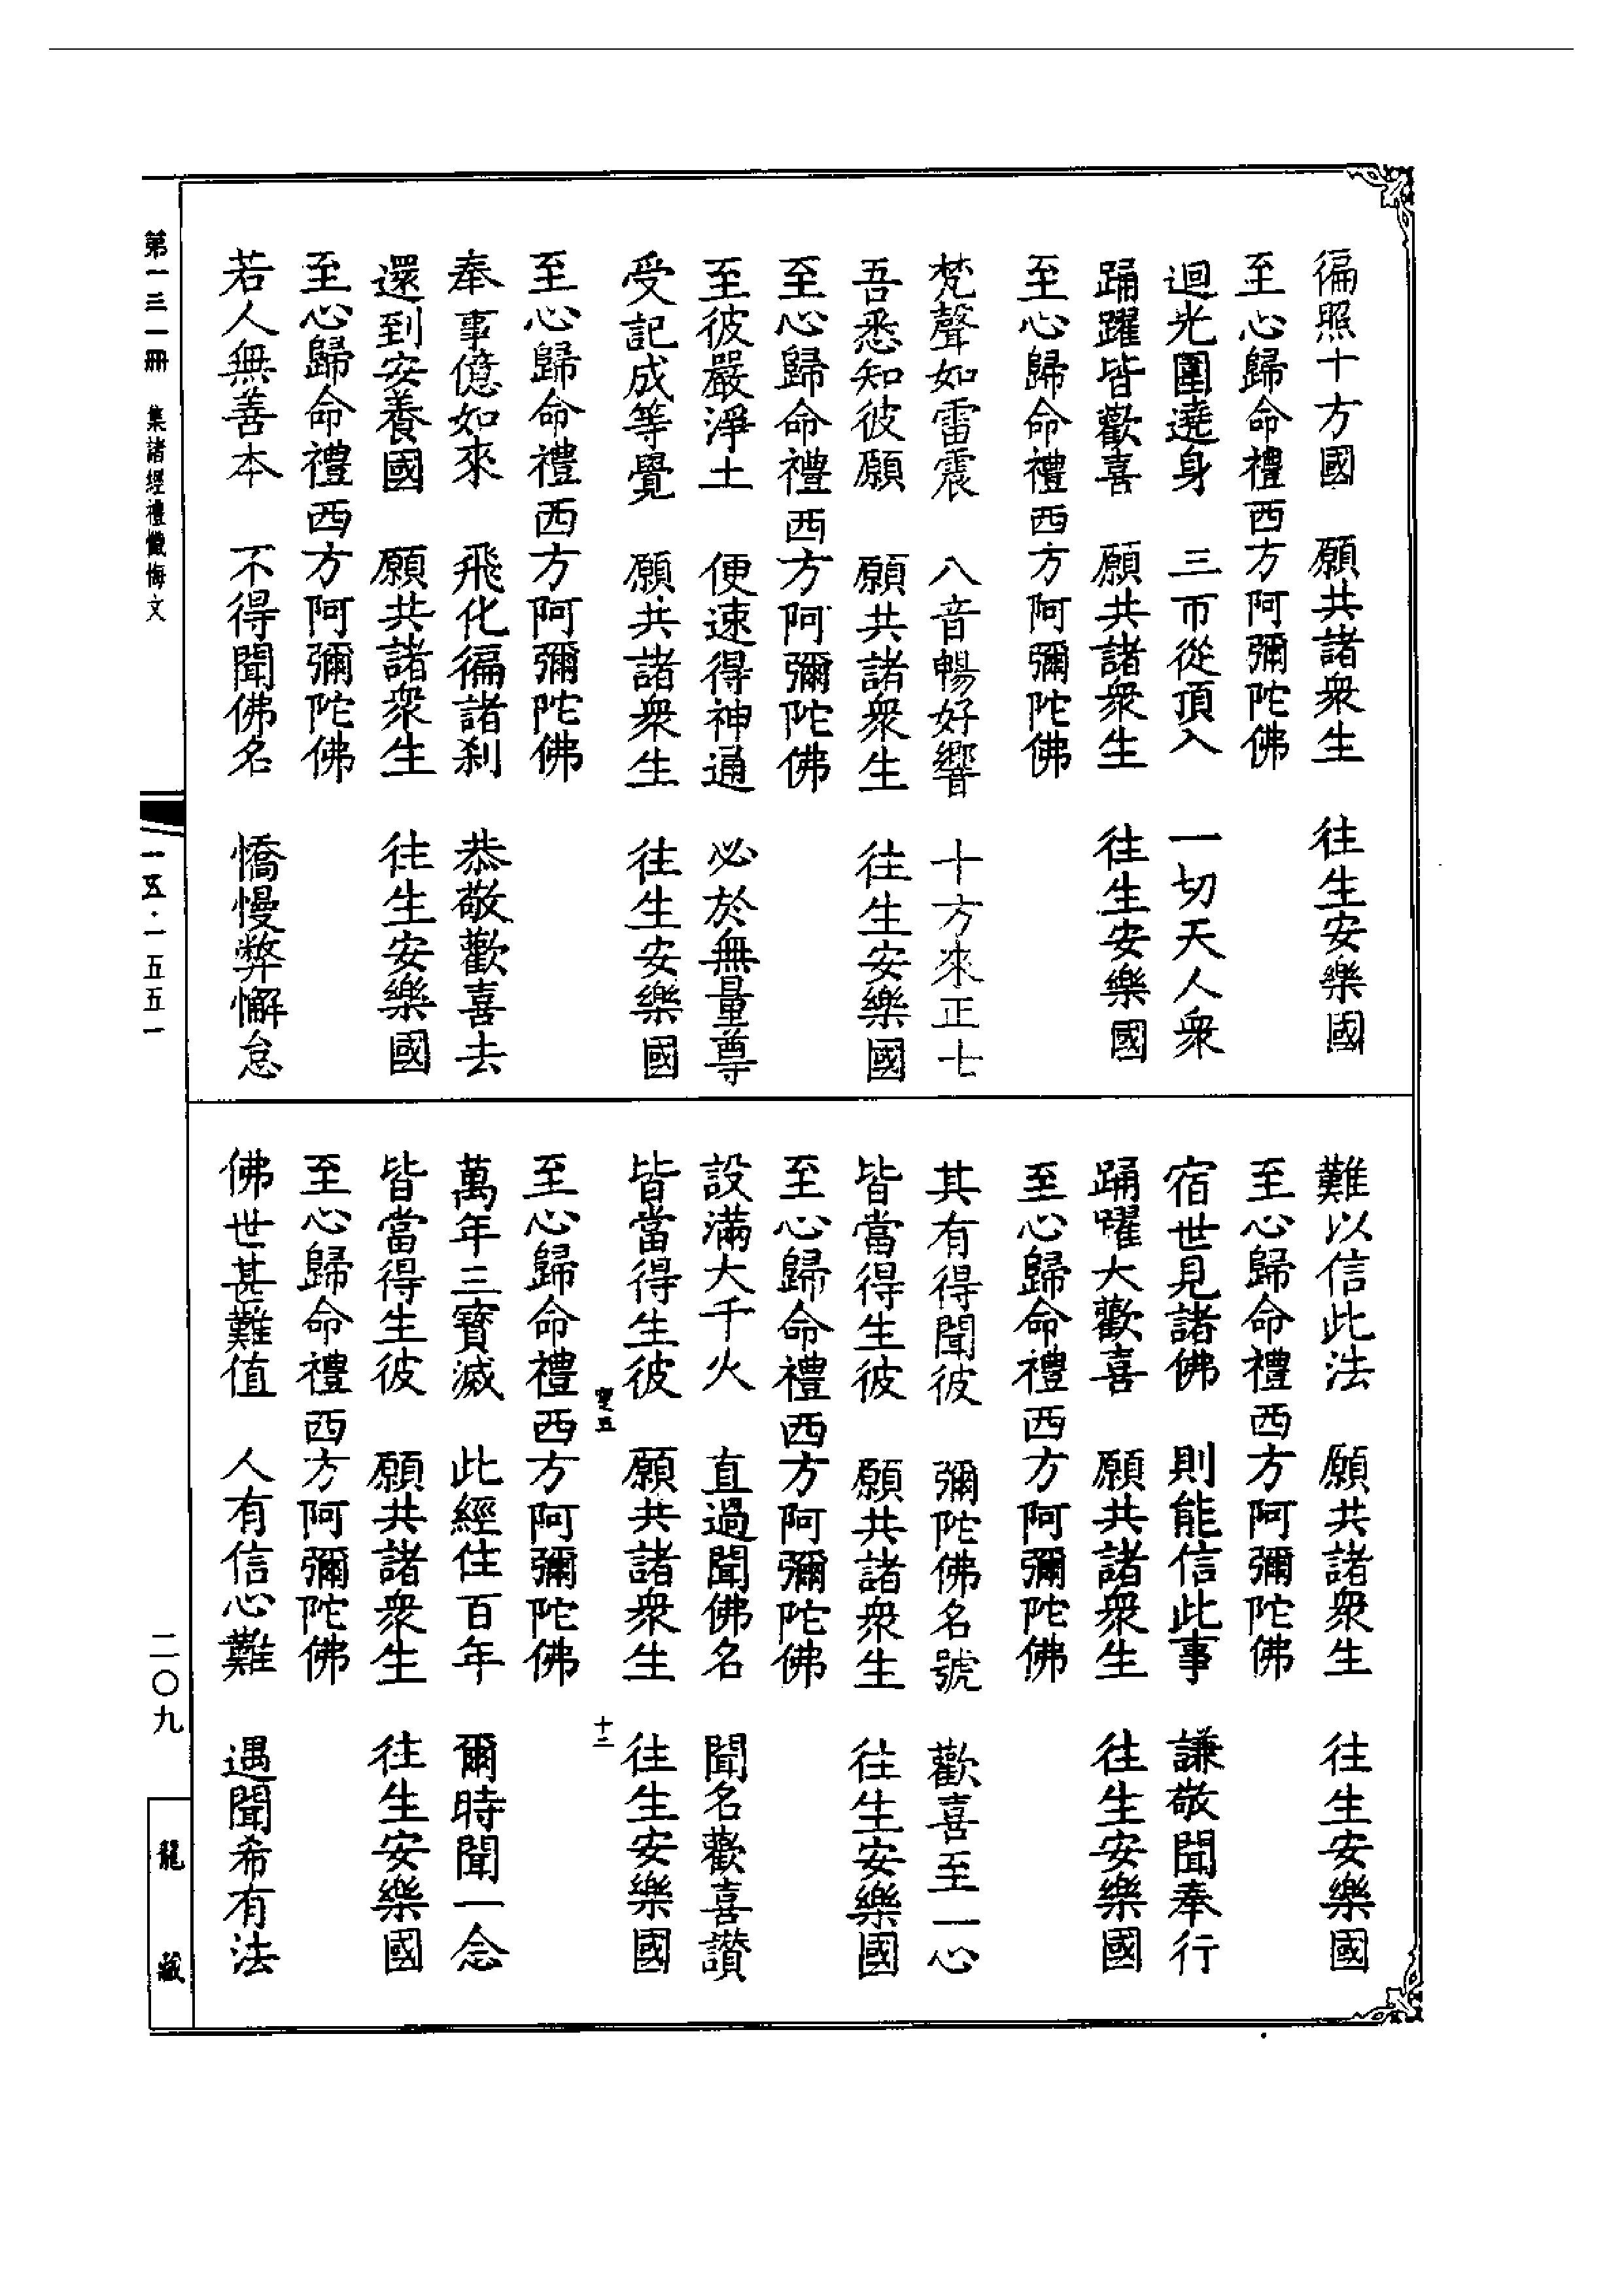 徧照十方國　願共諸衆生　往生安樂國
至心歸命禮西方阿彌陀佛
迴光圍遶身　三帀從頂入　一切天人衆
踊躍皆歡喜　願共諸衆生　往生安樂國
至心歸命禮西方阿彌陀佛
梵聲如雷震　八音暢好響　十方來正士
吾悉知彼願　願共諸衆生　往生安樂國
至心歸命禮西方阿彌陀佛
至彼嚴淨土　便速得神通　必於無量尊
受記成等覺　願共諸衆生　往生安樂國
至心歸命禮西方阿彌陀佛
奉事億如來　飛化徧諸刹　恭敬歡喜去
還到安養國　願共諸衆生　往生安樂國
至心歸命禮西方阿彌陀佛
若人無善本　不得聞佛名　憍慢弊懈怠
難以信此法　願共諸衆生　往生安樂國
至心歸命禮西方阿彌陀佛
宿世見諸佛　則能信此事　謙敬聞奉行
踊曜大歡喜　願共諸衆生　往生安樂國
至心歸命禮西方阿彌陀佛
其有得聞彼　彌陀佛名號　歡喜至一心
皆當得生彼　願共諸衆生　往生安樂國
至心歸命禮西方阿彌陀佛
設滿大千火　直過聞佛名　聞名歡喜讚
皆當得生彼　願共諸衆生　往生安樂國
十二
至心歸命禮西方阿彌陀佛
萬年三寶滅　此經住百年　爾時聞一念
皆當得生彼　願共諸衆生　往生安樂國
至心歸命禮西方阿彌陀佛
佛世甚難值　人有信心難　遇聞希有法
第一三一冊　集諸經禮懺悔文
一五·一五五一
二〇九
龍藏